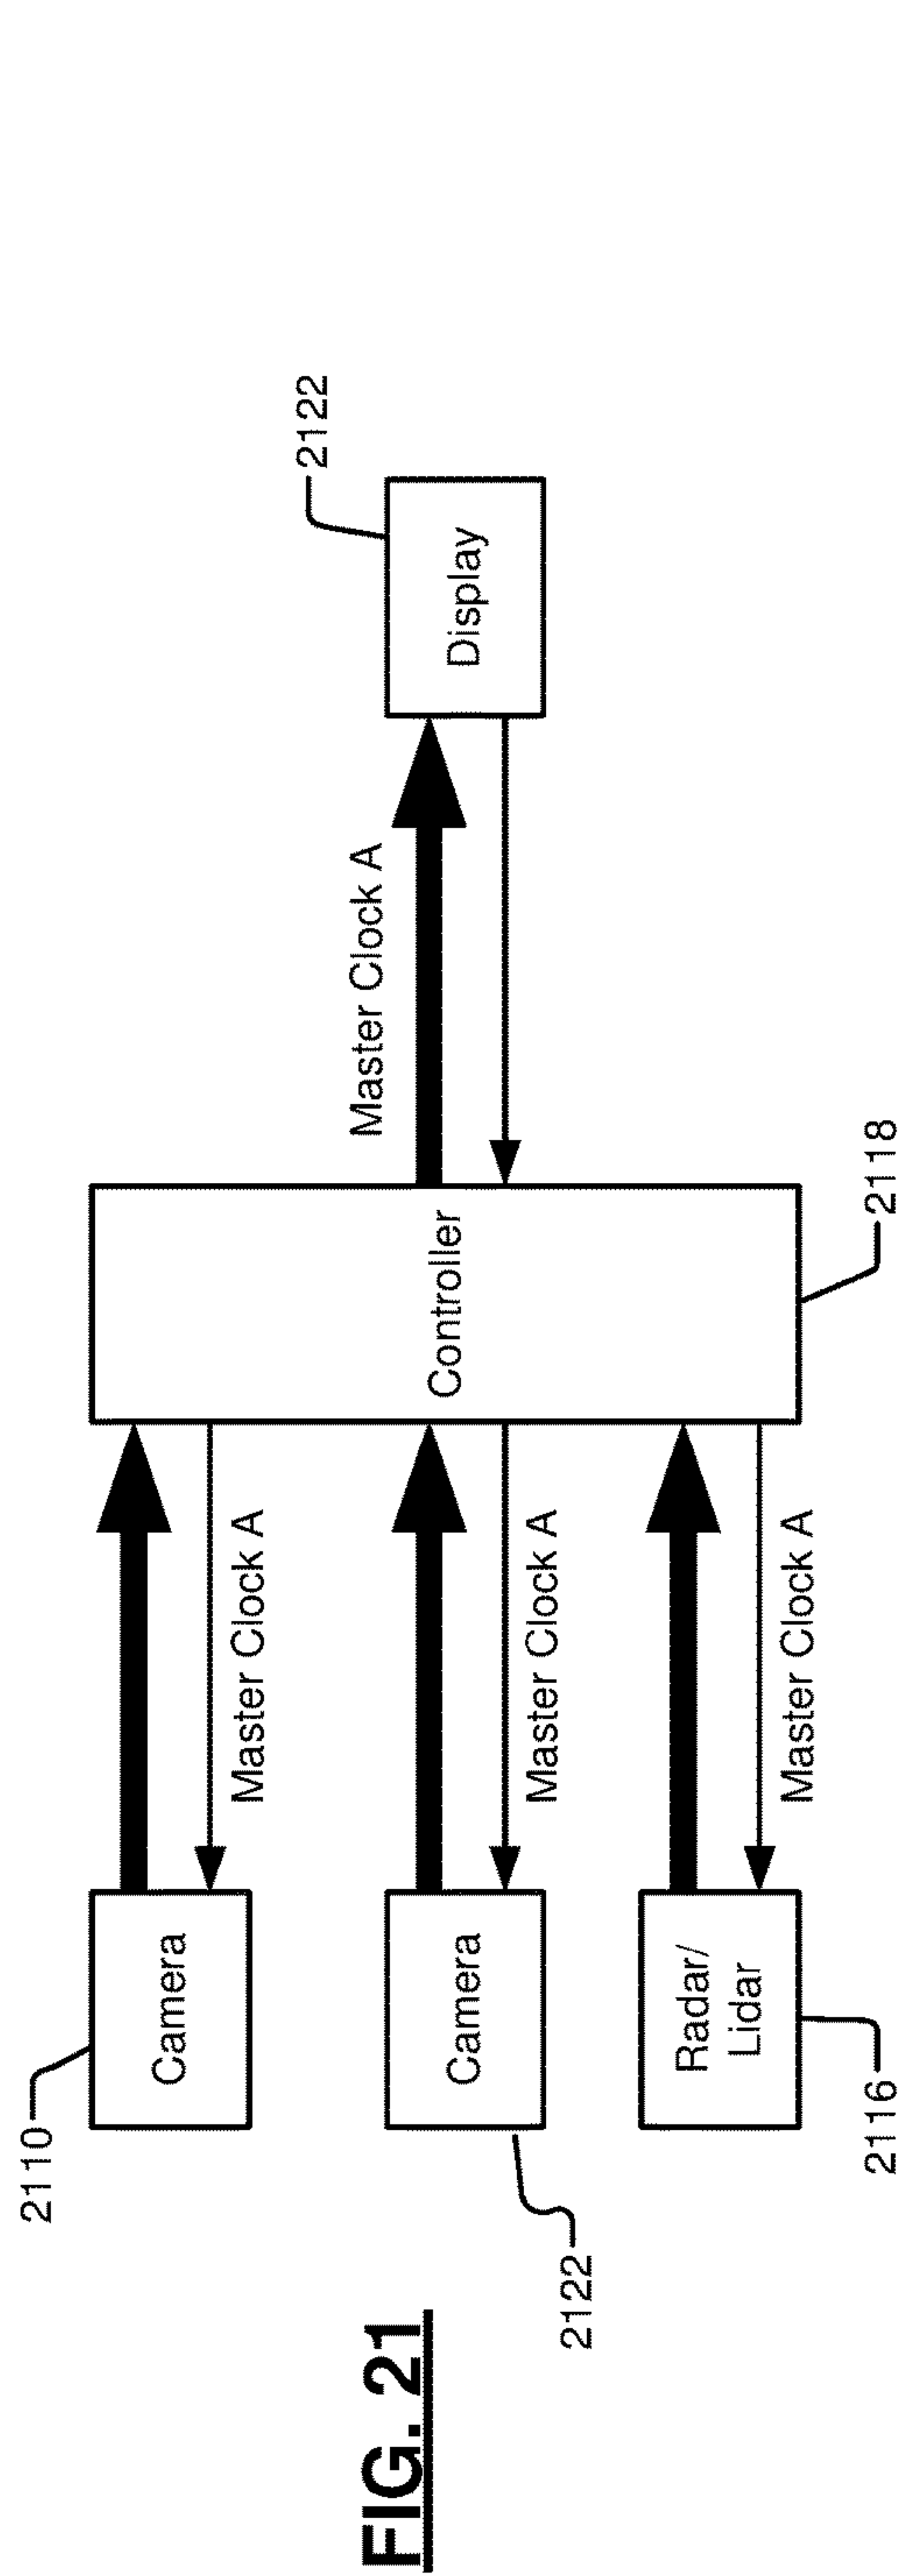 2110
Camera
Master Clock A
2122
Camera
Master Clock A
2116
Radar/
Lidar
Master Clock A
Controller
2118
Master Clock A
Display
2122
FIG. 21